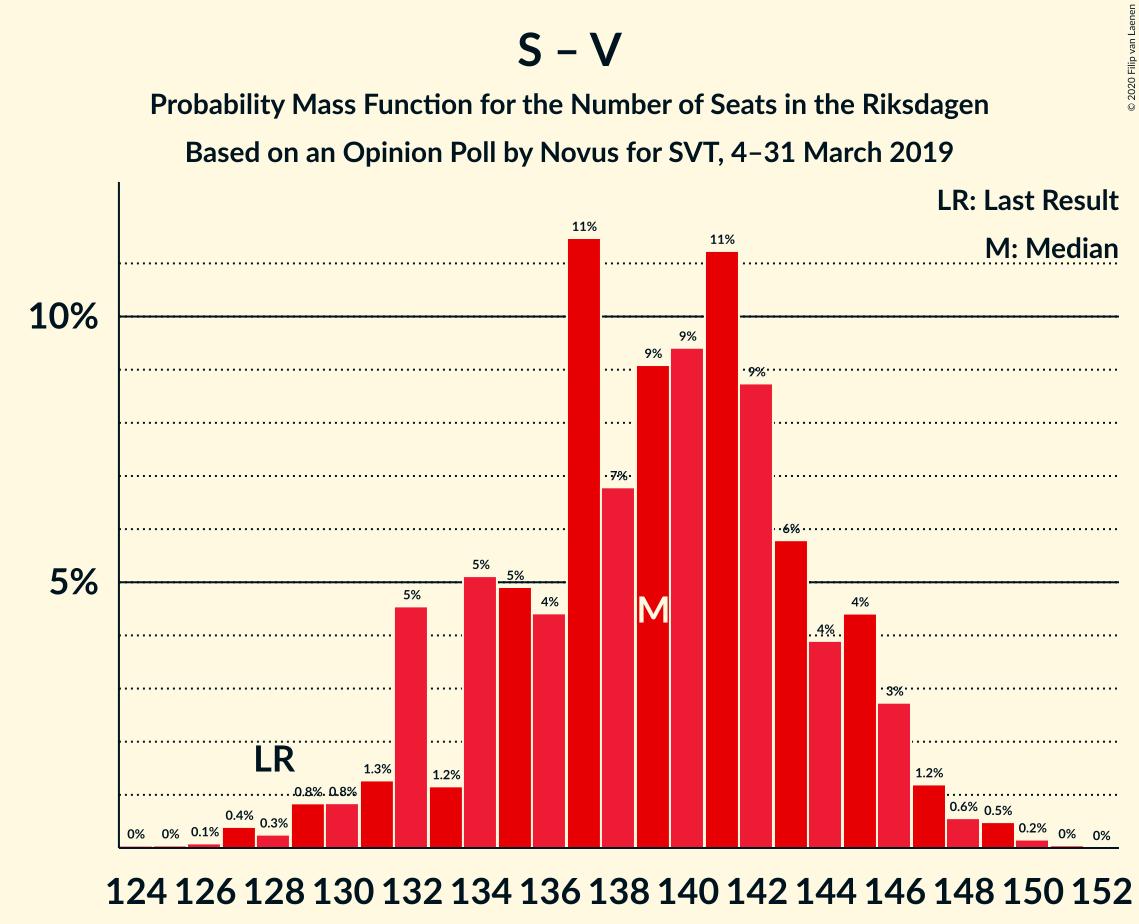 S – V
Probability Mass Function for the Number of Seats in the Riksdagen
Based on an Opinion Poll by Novus for SVT, 4–31 March 2019
© 2020 Filip van Laenen
LR: Last Result
M: Median
10%
5%
0% 0% 0.1% 0.4% 0.3% 0.8% 0.8% 1.3% 5% 1.2% 5% 5% 4% 11% 7% 9% 9% 11% 9% 6% 4% 4% 3% 1.2% 0.6% 0.5% 0.2% 0% 0%
LR
M
124 126 128 130 132 134 136 138 140 142 144 146 148 150 152